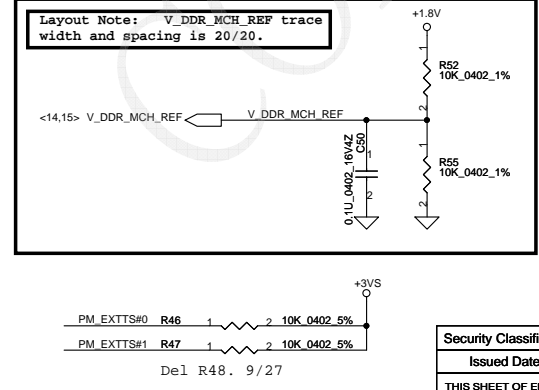 Layout Note: V_DDR_MCH_REF trace
width and spacing is 20/20.
+1.8V
1
R52
10K_0402_1%
2
<14,15> V_DDR_MCH_REF
V_DDR_MCH_REF
0.1U_0402_16V4Z
C50
1
2
1
R55
10K_0402_1%
2
+3VS
PM_EXTTS#0 R46 1 2 10K_0402_5%
PM_EXTTS#1 R47 1 2 10K_0402_5%
Del R48. 9/27
Security Classifi
Issued Date
THIS SHEET OF E